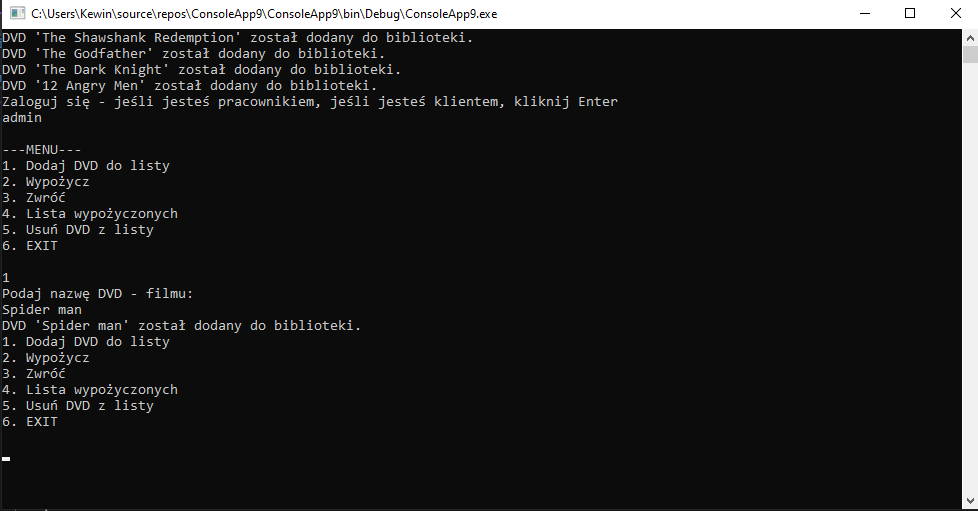 C:\Users\Kewin\source\repos\ConsoleApp9\ConsoleApp9\bin\Debug\ConsoleApp9.exe
DVD 'The Shawshank Redemption' został dodany do biblioteki.
DVD 'The Godfather' został dodany do biblioteki.
DVD 'The Dark Knight' został dodany do biblioteki.
DVD '12 Angry Men' został dodany do biblioteki.
Zaloguj się - jeśli jesteś pracownikiem, jeśli jesteś klientem, kliknij Enter
admin
---MENU---
1. Dodaj DVD do listy
2. Wypożycz
3. Zwróć
4. Lista wypożyczonych
5. Usuń DVD z listy
6. EXIT
1
Podaj nazwę DVD - filmu:
Spider man
DVD 'Spider man' został dodany do biblioteki.
1. Dodaj DVD do listy
2. Wypożycz
3. Zwróć
4. Lista wypożyczonych
5. Usuń DVD z listy
6. EXIT